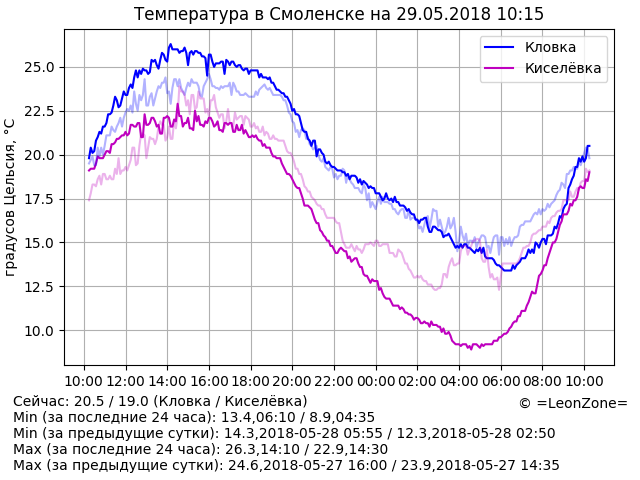 Температура в Смоленске на 29.05.2018 10:15
градусов Цельсия, °C
25.0
22.5
20.0
17.5
15.0
12.5
10.0
Кловка
Киселёвка
10:00 12:00 14:00 16:00 18:00 20:00 22:00 00:00 02:00 04:00 06:00 08:00 10:00
Сейчас: 20.5 / 19.0 (Кловка / Киселёвка)
© =LeonZone=
Min (за последние 24 часа): 13.4,06:10 / 8.9,04:35
Min (за предыдущие сутки): 14.3,2018-05-28 05:55 / 12.3,2018-05-28 02:50
Max (за последние 24 часа): 26.3,14:10 / 22.9,14:30
Max (за предыдущие сутки): 24.6,2018-05-27 16:00 / 23.9,2018-05-27 14:35